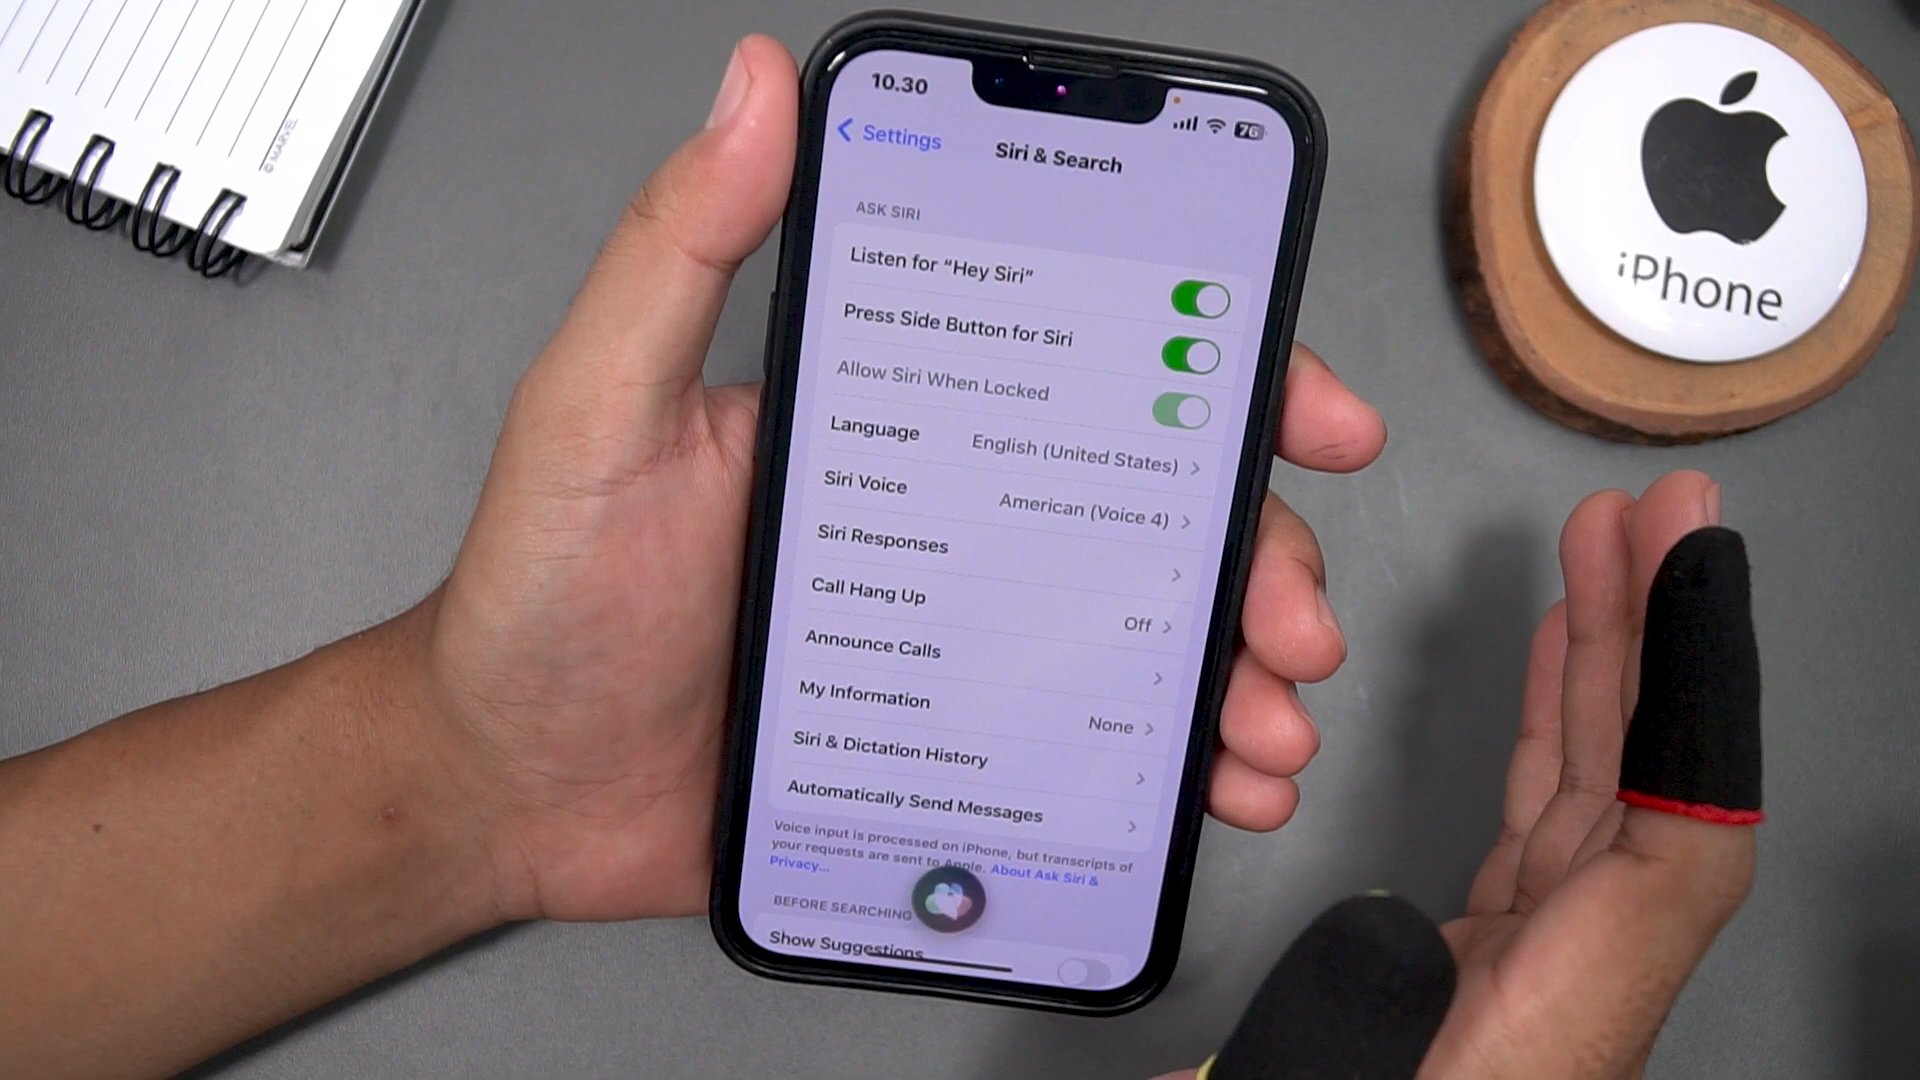 © MARVEL
10.30
76
Settings
Siri & Search
ASK SIRI
Listen for “Hey Siri”
Press Side Button for Siri
Allow Siri When Locked
Language English (United States)
Siri Voice American (Voice 4)
Siri Responses
Call Hang Up Off
Announce Calls
My Information None
Siri & Dictation History
Automatically Send Messages
Voice input is processed on iPhone, but transcripts of
your requests are sent to Apple. About Ask Siri &
Privacy...
BEFORE SEARCHING
Show Suggestions
iPhone